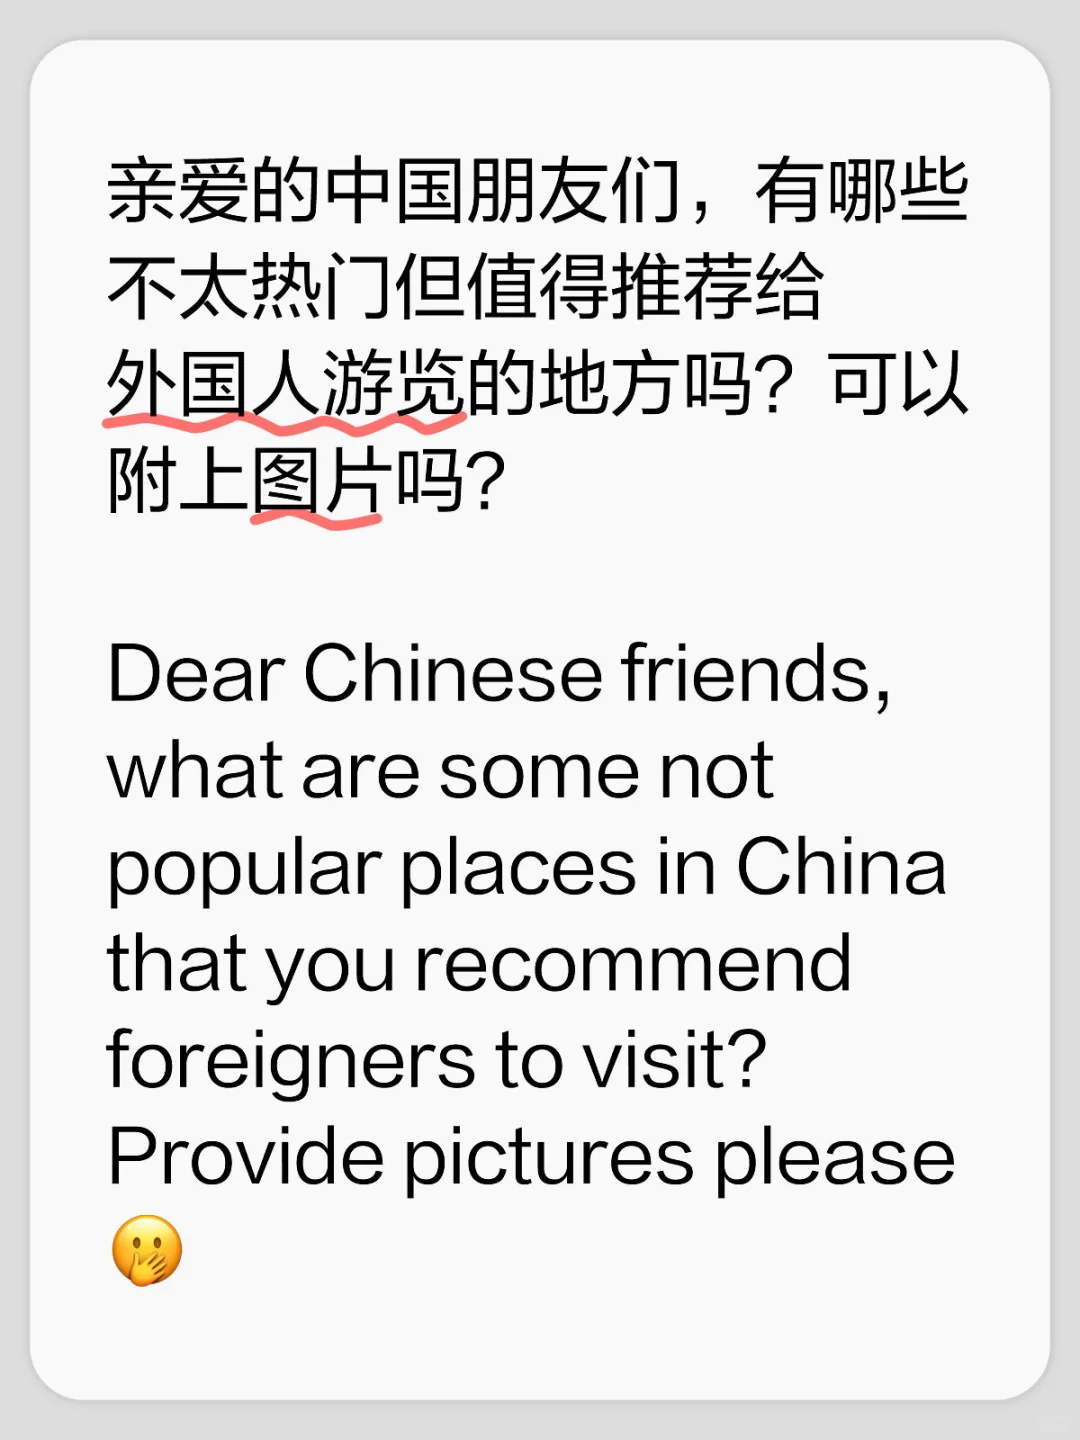 亲爱的中国朋友们，有哪些
不太热门但值得推荐给
外国人游览的地方吗？可以
附上图片吗？
Dear Chinese friends,
what are some not
popular places in China
that you recommend
foreigners to visit?
Provide pictures please
🤭